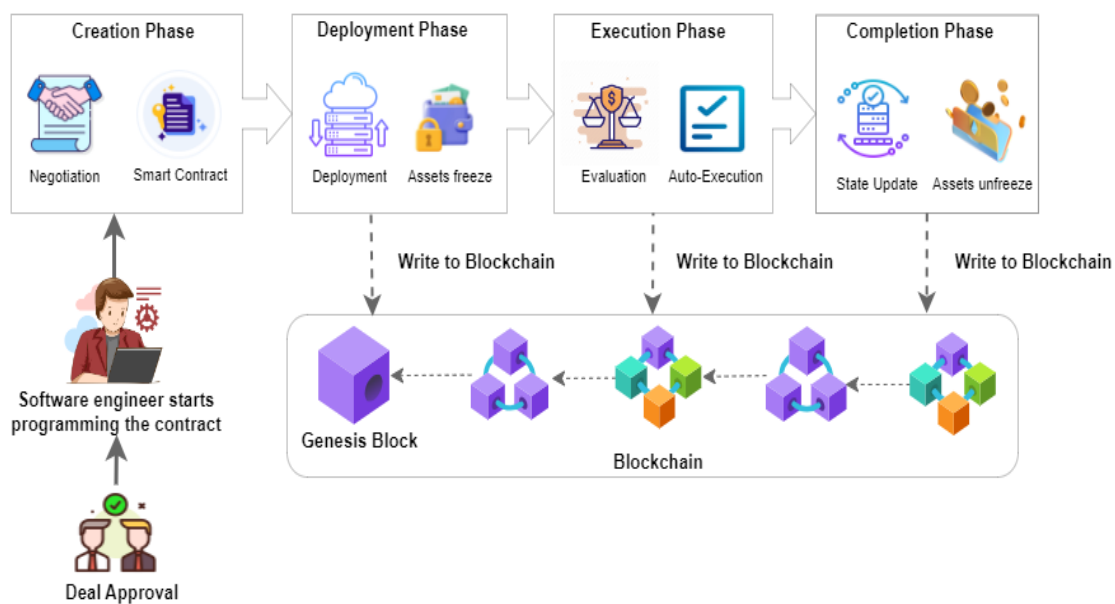 Creation Phase
Deployment Phase
Execution Phase
Completion Phase
Negotiation
Smart Contract
Deployment
Assets freeze
Evaluation
Auto-Execution
State Update
Assets unfreeze
Write to Blockchain
Write to Blockchain
Write to Blockchain
Software engineer starts
programming the contract
Genesis Block
Blockchain
Deal Approval
$